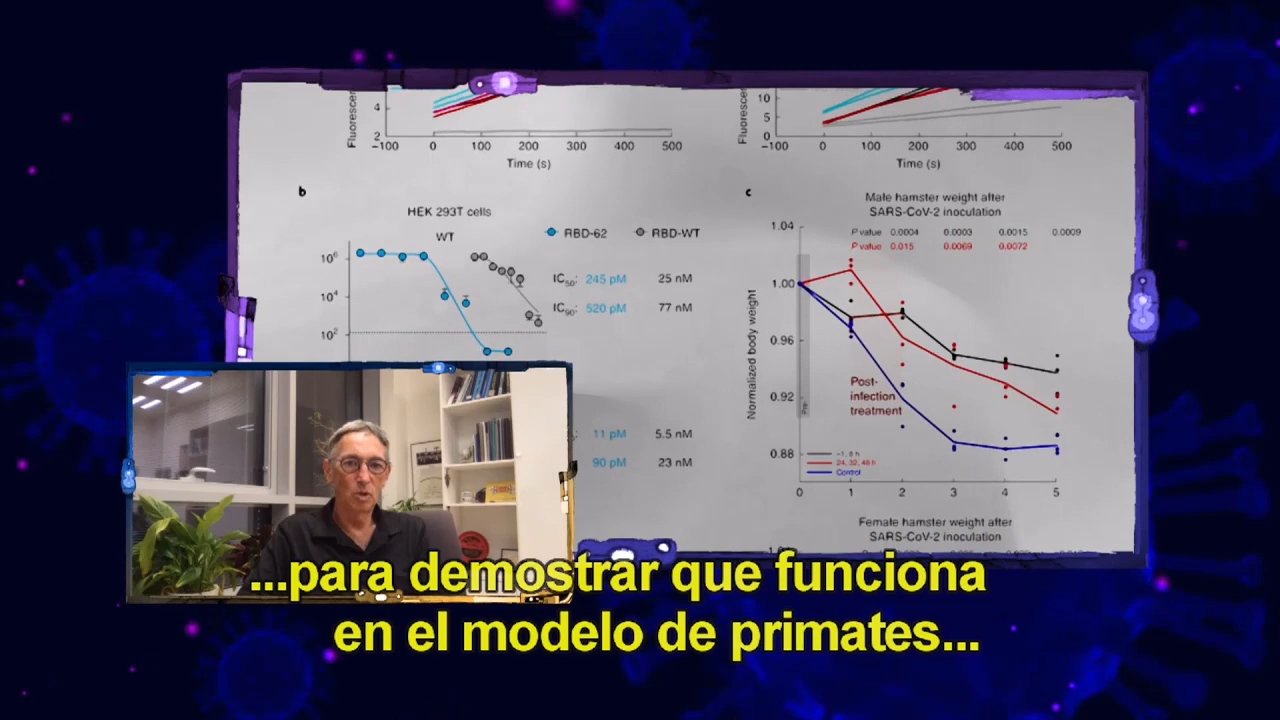 Fluorescen
4
2
-100 0 100 200 300 400 500
Time (s)
Fluorescen
10
5
0
-100 0 100 200 300 400 500
Time (s)
b
HEK 293T cells
WT
RBD-62 RBD-WT
10⁶
10⁴
10²
IC₅₀: 245 pM 25 nM
IC₉₀: 520 pM 77 nM
11 pM 5.5 nM
90 pM 23 nM
c
Male hamster weight after
SARS-CoV-2 inoculation
P value 0.0004 0.0003 0.0015 0.0009
P value 0.015 0.0069 0.0072
Normalized body weight
1.04
1.00
0.96
0.92
0.88
Post-
infection
treatment
-1, 8 h
24, 32, 48 h
Control
0 1 2 3 4 5
Female hamster weight after
SARS-CoV-2 inoculation
...para demostrar que funciona
en el modelo de primates...